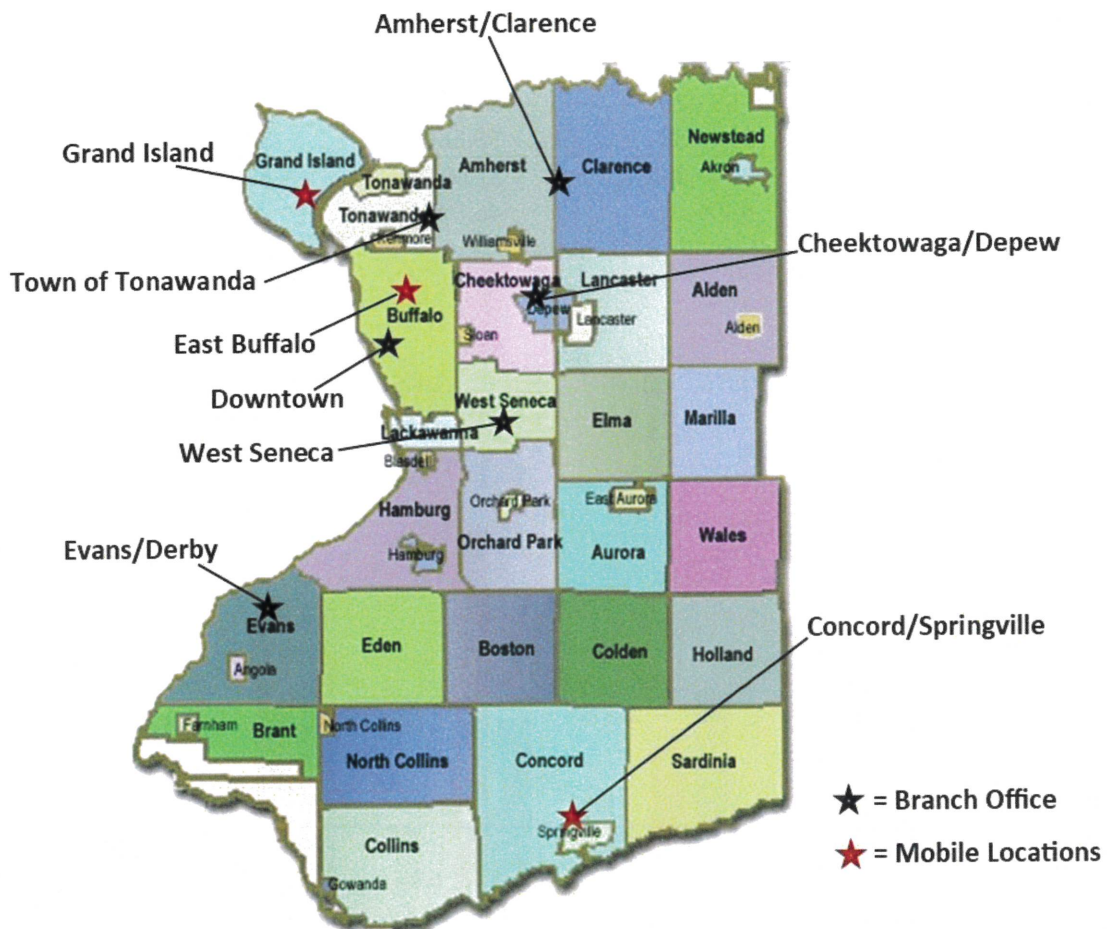 Amherst/Clarence
Grand Island
Town of Tonawanda
East Buffalo
Downtown
West Seneca
Evans/Derby
Cheektowaga/Depew
Concord/Springville
Grand Island
Tonawanda
Tonawanda
Kenmore
Amherst
Williamsville
Clarence
Newstead
Akron
Buffalo
Cheektowaga
Depew
Sloan
Lancaster
Lancaster
Alden
Alden
West Seneca
Lackawanna
Blasdell
Elma
Marilla
Hamburg
Hamburg
Orchard Park
Orchard Park
East Aurora
Aurora
Wales
Evans
Angola
Eden
Boston
Colden
Holland
Farnham
Brant
North Collins
North Collins
Concord
Springville
Sardinia
Collins
Gowanda
= Branch Office
= Mobile Locations